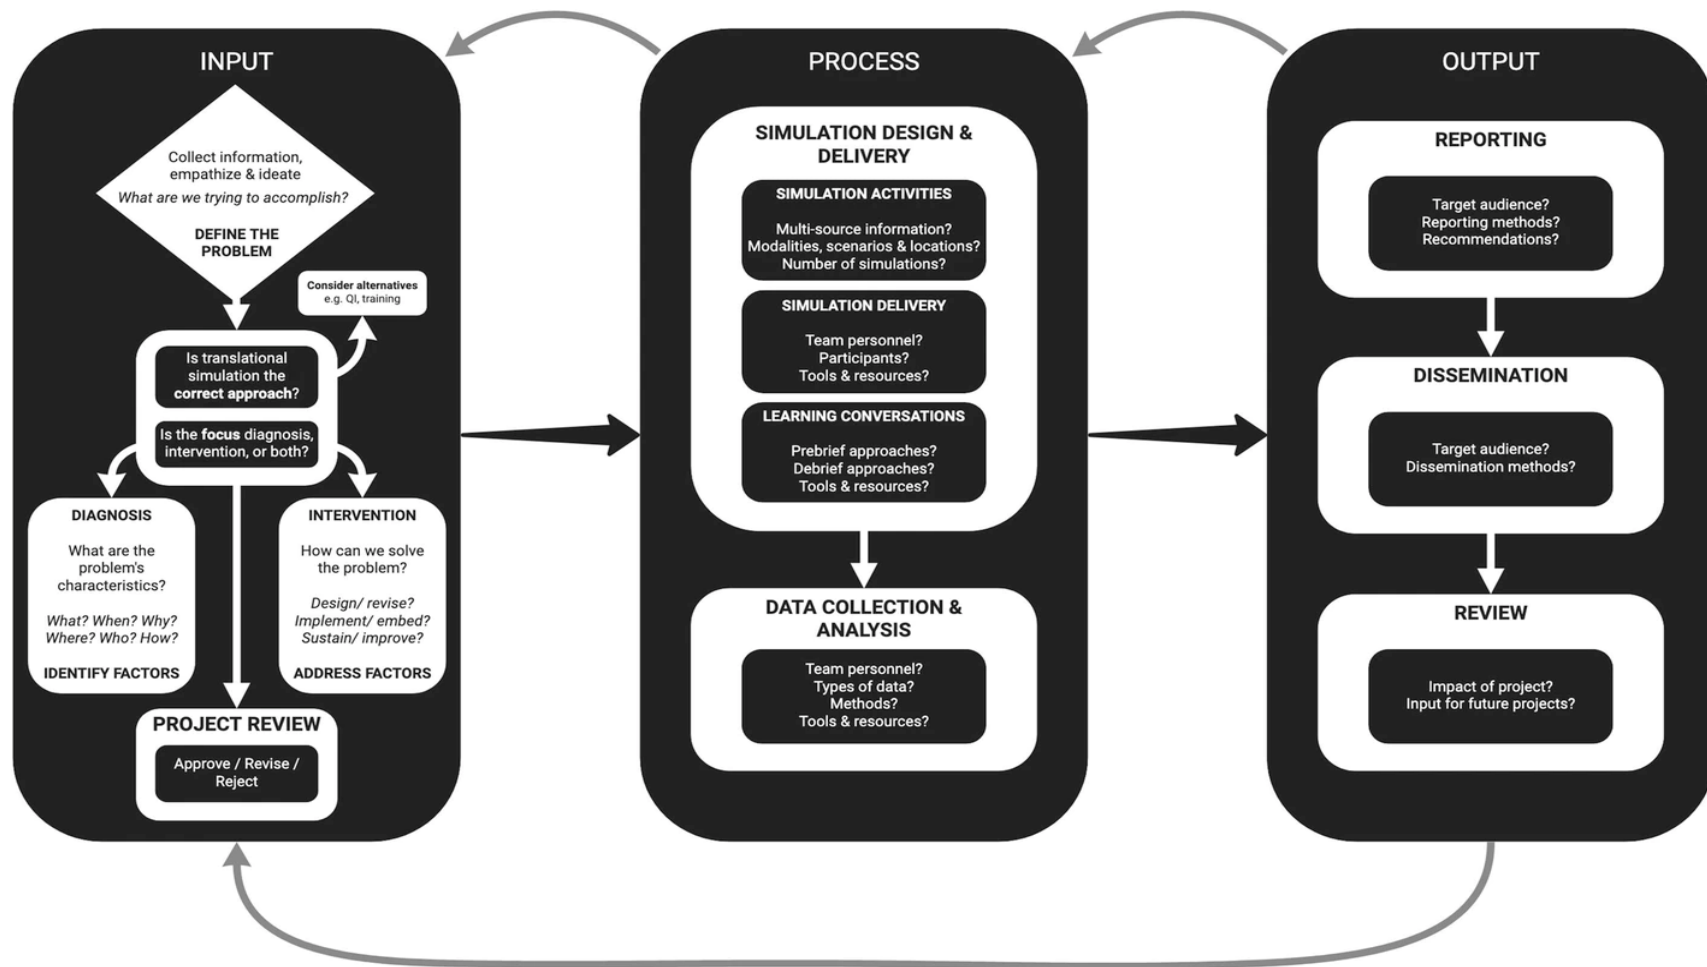 INPUT
Collect information,
empathize & ideate
What are we trying to accomplish?
DEFINE THE
PROBLEM
Consider alternatives
e.g. QI, training
Is translational
simulation the
correct approach?
Is the focus diagnosis,
intervention, or both?
DIAGNOSIS
What are the
problem's
characteristics?
What? When? Why?
Where? Who? How?
IDENTIFY FACTORS
INTERVENTION
How can we solve
the problem?
Design/ revise?
Implement/ embed?
Sustain/ improve?
ADDRESS FACTORS
PROJECT REVIEW
Approve / Revise /
Reject
PROCESS
SIMULATION DESIGN &
DELIVERY
SIMULATION ACTIVITIES
Multi-source information?
Modalities, scenarios & locations?
Number of simulations?
SIMULATION DELIVERY
Team personnel?
Participants?
Tools & resources?
LEARNING CONVERSATIONS
Prebrief approaches?
Debrief approaches?
Tools & resources?
DATA COLLECTION &
ANALYSIS
Team personnel?
Types of data?
Methods?
Tools & resources?
OUTPUT
REPORTING
Target audience?
Reporting methods?
Recommendations?
DISSEMINATION
Target audience?
Dissemination methods?
REVIEW
Impact of project?
Input for future projects?